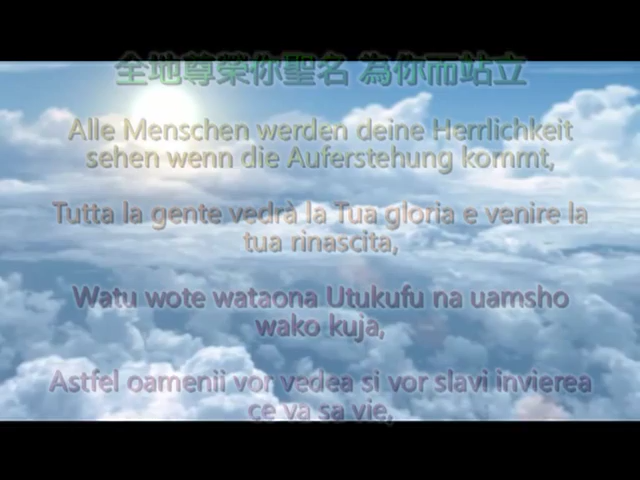 全地尊榮你聖名 為你而站立
Alle Menschen werden deine Herrlichkeit
sehen wenn die Auferstehung kommt,
Tutta la gente vedrà la Tua gloria e venire la
tua rinascita,
Watu wote wataona Utukufu na uamsho
wako kuja,
Astfel oamenii vor vedea si vor slavi invierea
ce va sa vie,